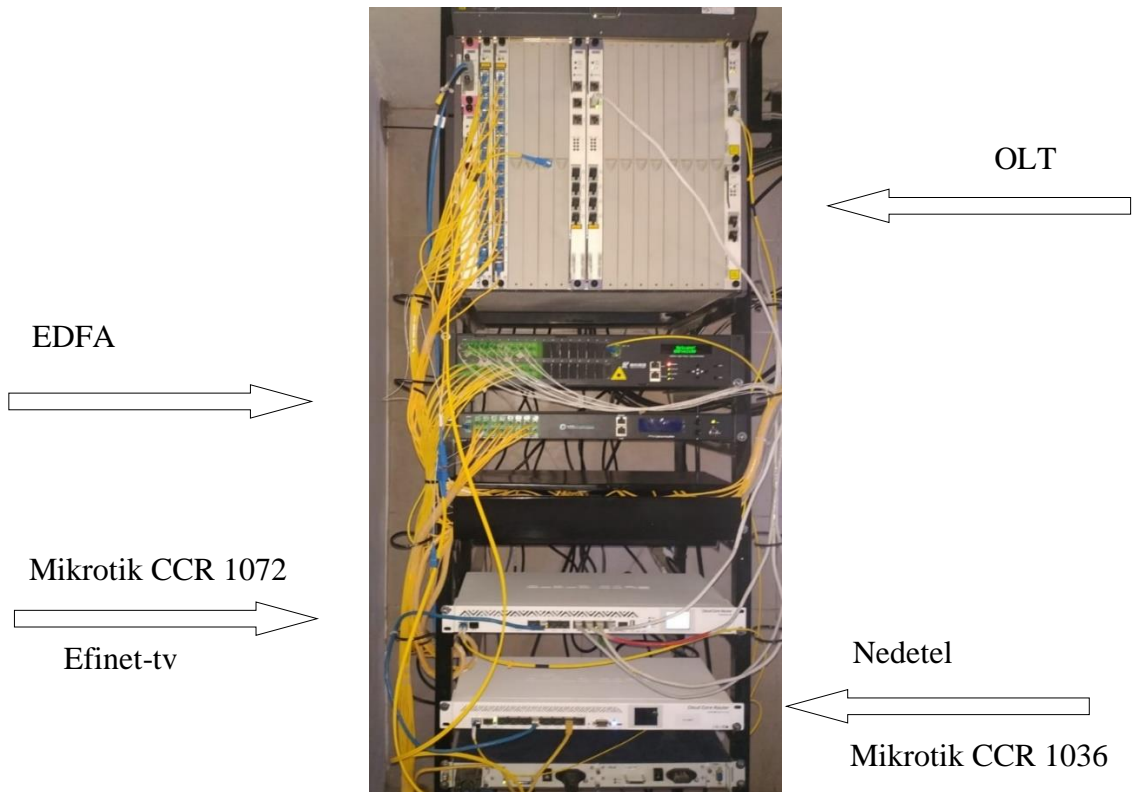 OLT
EDFA
Mikrotik CCR 1072
Efinet-tv
Nedetel
Mikrotik CCR 1036